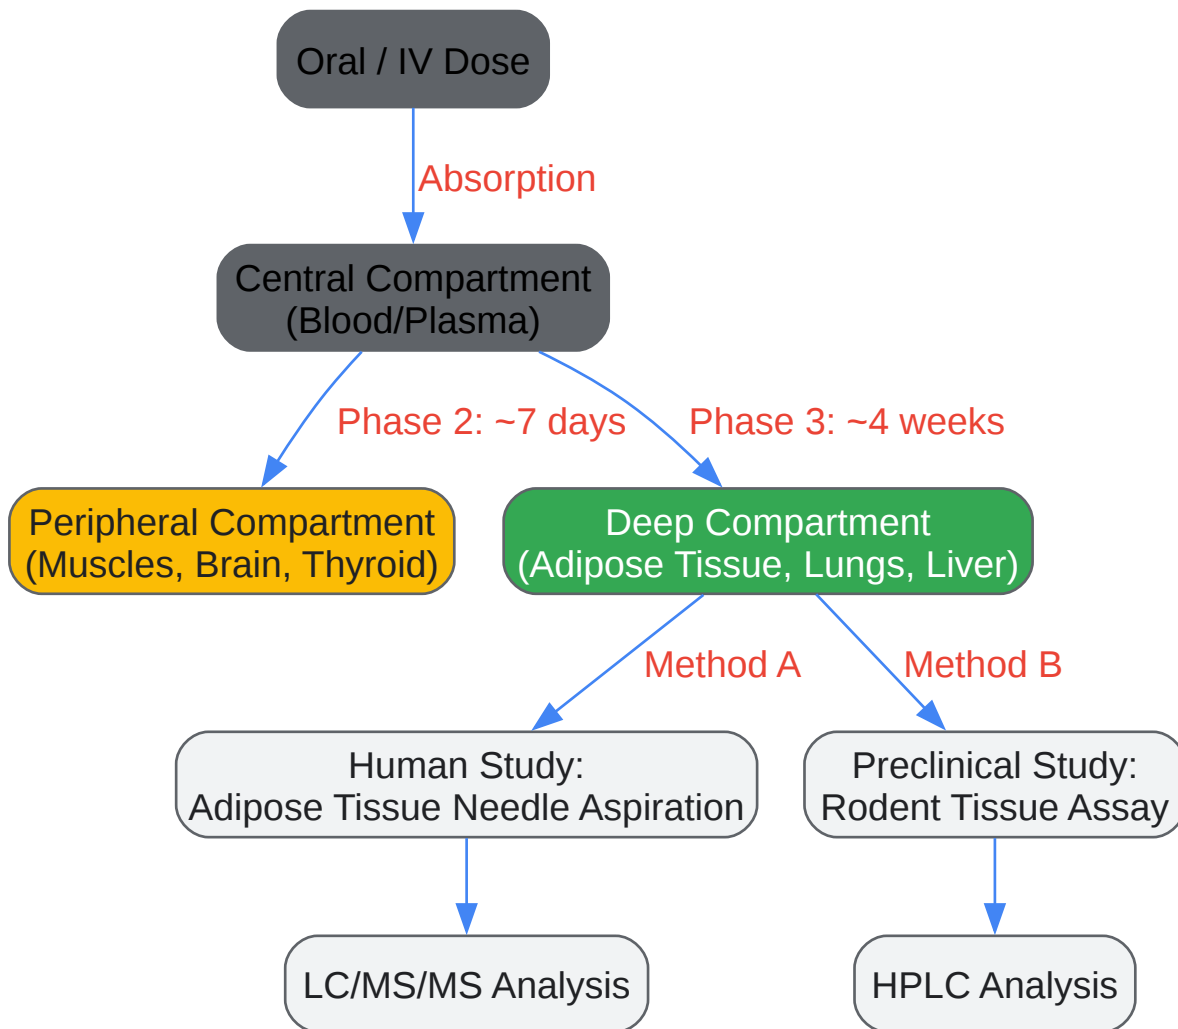 Oral / IV Dose
Absorption
Central Compartment
(Blood/Plasma)
Phase 2: ~7 days
Phase 3: ~4 weeks
Peripheral Compartment
(Muscles, Brain, Thyroid)
Deep Compartment
(Adipose Tissue, Lungs, Liver)
Method A
Method B
Human Study:
Adipose Tissue Needle Aspiration
Preclinical Study:
Rodent Tissue Assay
LC/MS/MS Analysis
HPLC Analysis